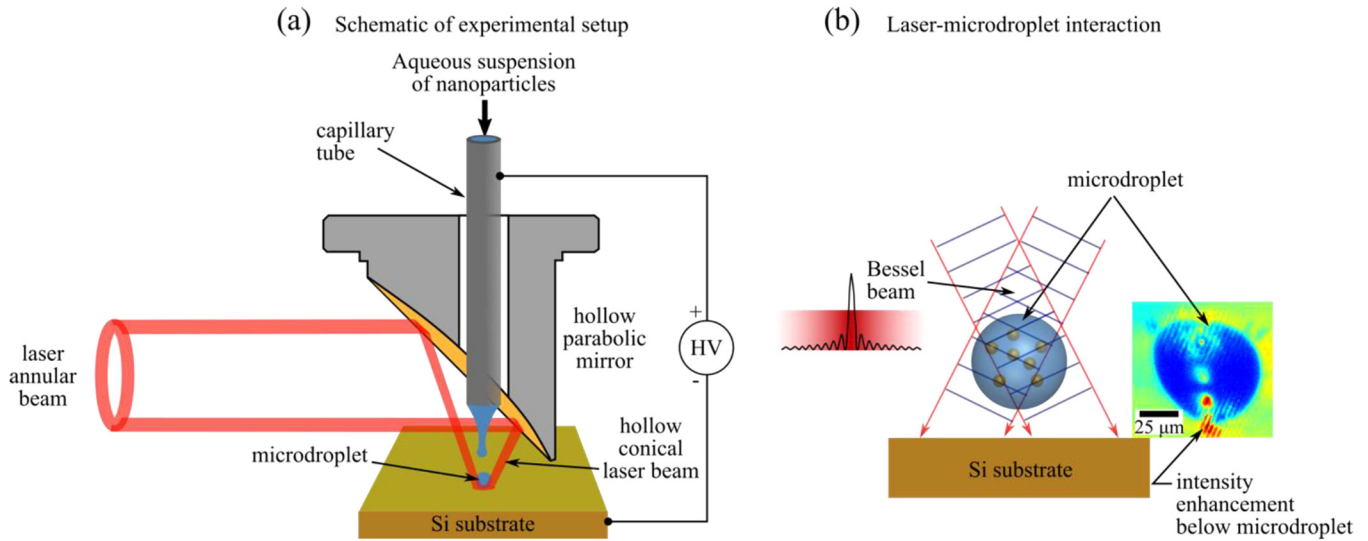 (a) Schematic of experimental setup
Aqueous suspension
of nanoparticles
capillary
tube
laser
annular
beam
hollow
parabolic
mirror
+
HV
-
hollow
conical
laser beam
microdroplet
Si substrate
(b) Laser-microdroplet interaction
microdroplet
Bessel
beam
25 μm
Si substrate
intensity
enhancement
below microdroplet